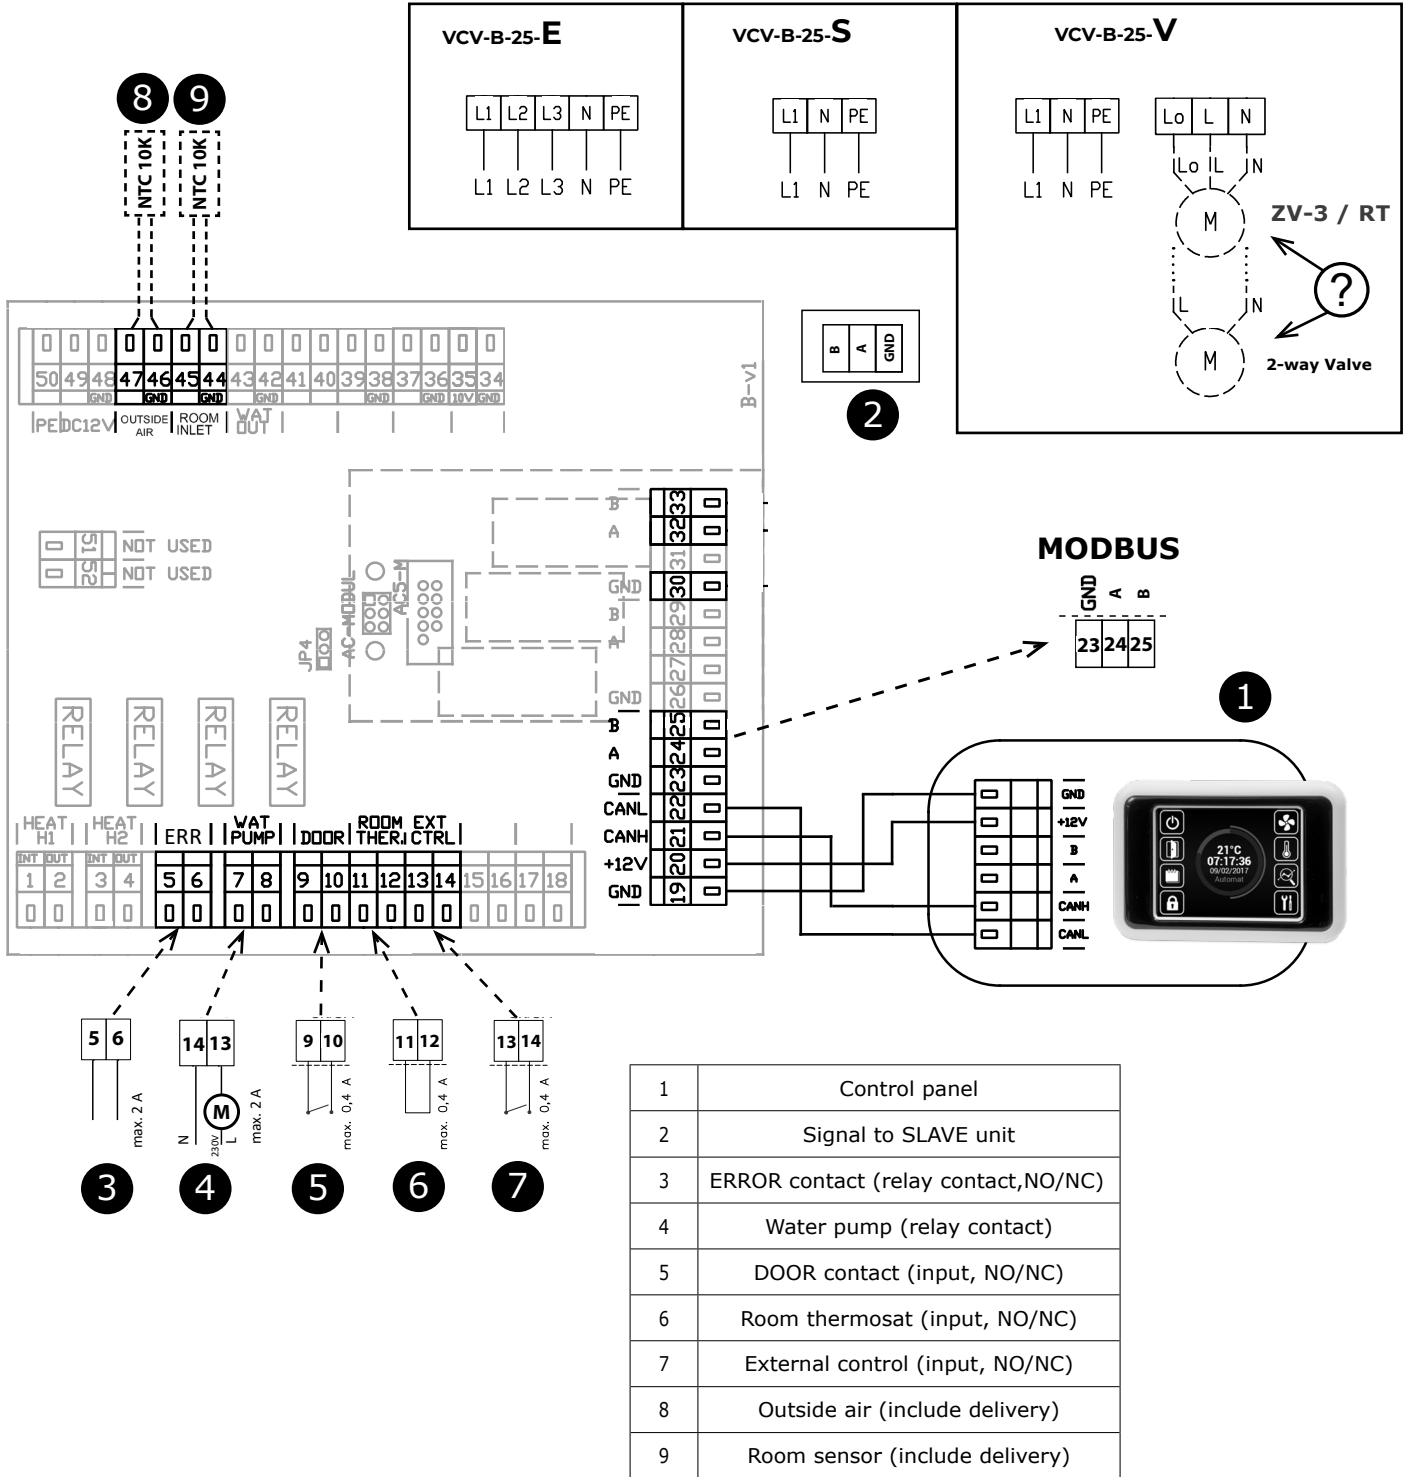 VCV-B-25-E
L1 L2 L3 N PE
L1 L2 L3 N PE
VCV-B-25-S
L1 N PE
L1 N PE
VCV-B-25-V
L1 N PE
L1 N PE
Lo L N
Lo L N
M
ZV-3 / RT
?
L N
M
2-way Valve
8 9
NTC 10K
NTC 10K
50 49 48 47 46 45 44 43 42 41 40 39 38 37 36 35 34
GND GND GND GND GND GND 10V GND
PE DC12V OUTSIDE AIR ROOM INLET WAT OUT
B-v1
B A GND
2
51 NOT USED
52 NOT USED
JP4
AC-MODUL
AC5-M
B 33
A 32
31
GND 30
B 29
A 28
27
GND 26
B 25
A 24
GND 23
CANL 22
CANH 21
+12V 20
GND 19
MODBUS
GND A B
23 24 25
1
GND
+12V
B
A
CANH
CANL
21°C
07:17:36
09/02/2017
Automat
RELAY RELAY RELAY RELAY
HEAT H1 HEAT H2 ERR WAT PUMP DOOR ROOM THER. EXT CTRL
INT OUT INT OUT
1 2 3 4 5 6 7 8 9 10 11 12 13 14 15 16 17 18
5 6
max. 2 A
3
14 13
M
N 230V L
max. 2 A
4
9 10
max. 0,4 A
5
11 12
max. 0,4 A
6
13 14
max. 0,4 A
7
1 Control panel
2 Signal to SLAVE unit
3 ERROR contact (relay contact,NO/NC)
4 Water pump (relay contact)
5 DOOR contact (input, NO/NC)
6 Room thermosat (input, NO/NC)
7 External control (input, NO/NC)
8 Outside air (include delivery)
9 Room sensor (include delivery)